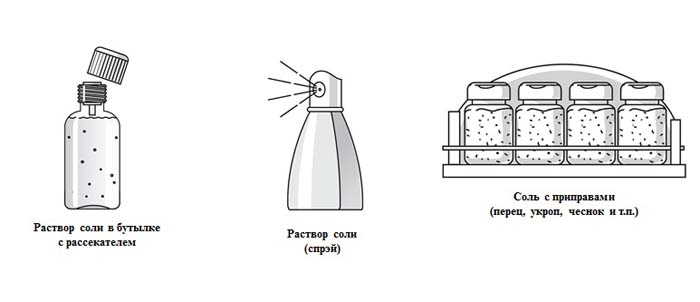 Раствор соли в бутылке
с рассекателем
Раствор соли
(спрэй)
Соль с приправами
(перец, укроп, чеснок и т.п.)